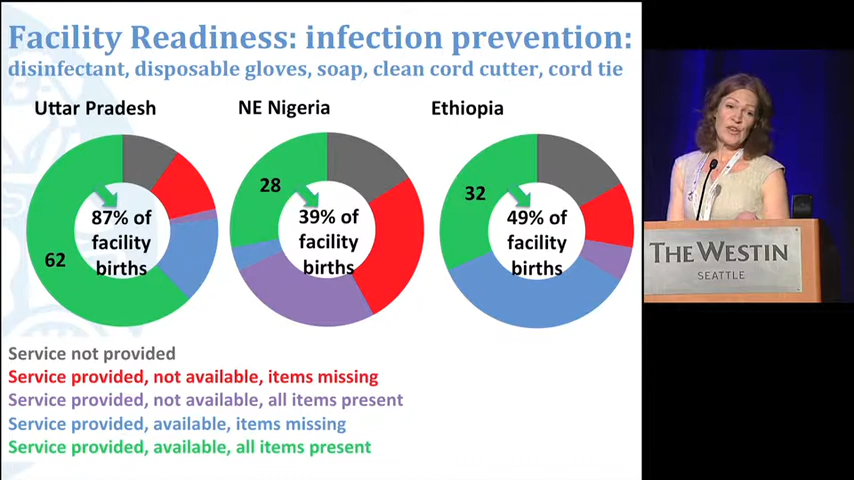 Facility Readiness: infection prevention:
disinfectant, disposable gloves, soap, clean cord cutter, cord tie
Uttar Pradesh
NE Nigeria
Ethiopia
62
87% of
facility
births
28
39% of
facility
births
32
49% of
facility
births
Service not provided
Service provided, not available, items missing
Service provided, not available, all items present
Service provided, available, items missing
Service provided, available, all items present
THE WESTIN
SEATTLE